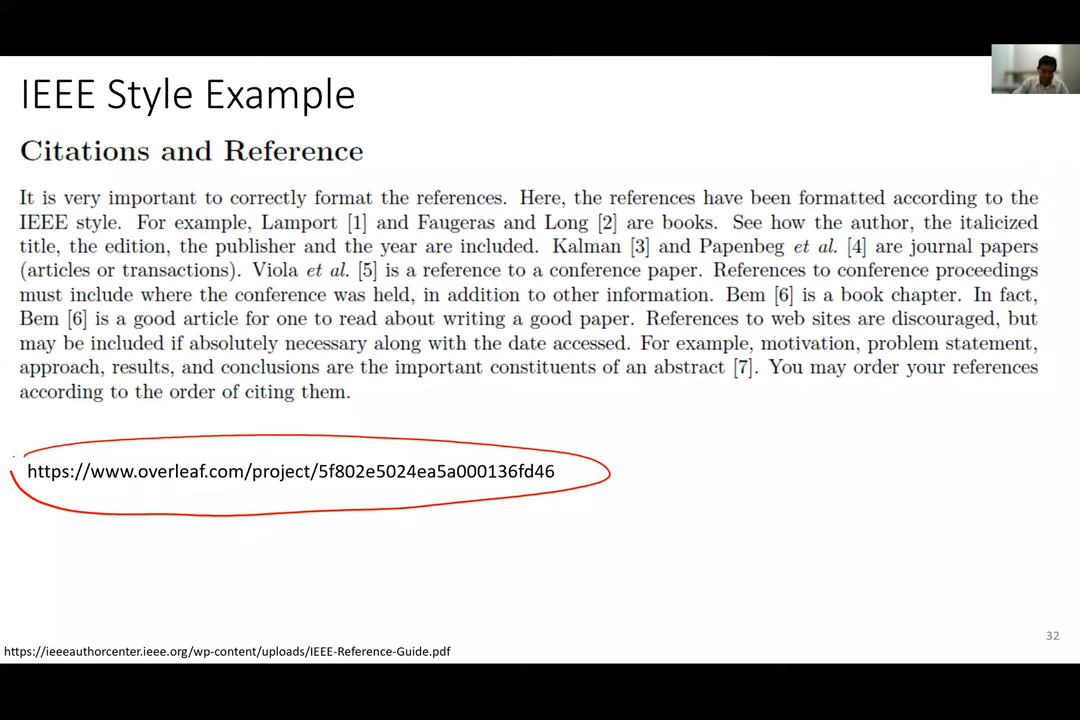 IEEE Style Example
Citations and Reference
It is very important to correctly format the references. Here, the references have been formatted according to the
IEEE style. For example, Lamport [1] and Faugeras and Long [2] are books. See how the author, the italicized
title, the edition, the publisher and the year are included. Kalman [3] and Papenbeg et al. [4] are journal papers
(articles or transactions). Viola et al. [5] is a reference to a conference paper. References to conference proceedings
must include where the conference was held, in addition to other information. Bem [6] is a book chapter. In fact,
Bem [6] is a good article for one to read about writing a good paper. References to web sites are discouraged, but
may be included if absolutely necessary along with the date accessed. For example, motivation, problem statement,
approach, results, and conclusions are the important constituents of an abstract [7]. You may order your references
according to the order of citing them.
https://www.overleaf.com/project/5f802e5024ea5a000136fd46
32
https://ieeeauthorcenter.ieee.org/wp-content/uploads/IEEE-Reference-Guide.pdf